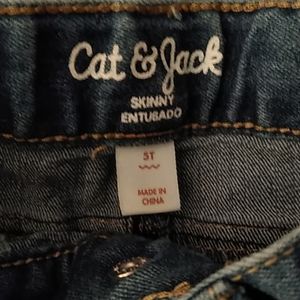 Cat & Jack
SKINNY
ENTUBADO
5T
MADE IN
CHINA